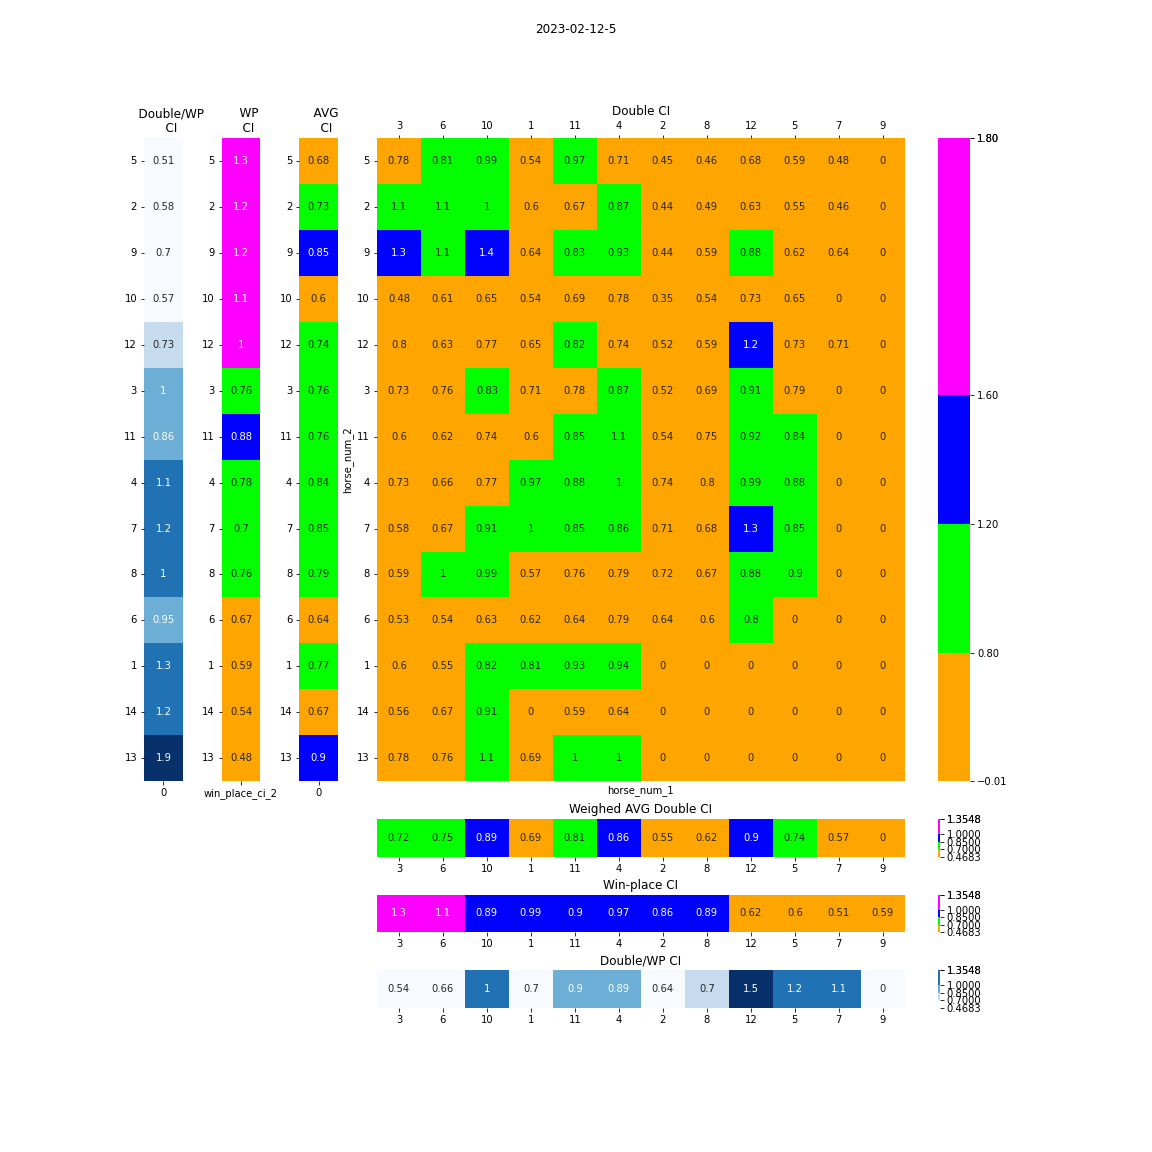 2023-02-12-5
Double/WP CI
WP CI
AVG CI
Double CI
3 6 10 1 11 4 2 8 12 5 7 9
5 0.51 5 1.3 5 0.68 5 0.78 0.81 0.99 0.54 0.97 0.71 0.45 0.46 0.68 0.59 0.48 0
2 0.58 2 1.2 2 0.73 2 1.1 1.1 1 0.6 0.67 0.87 0.44 0.49 0.63 0.55 0.46 0
9 0.7 9 1.2 9 0.85 9 1.3 1.1 1.4 0.64 0.83 0.93 0.44 0.59 0.88 0.62 0.64 0
10 0.57 10 1.1 10 0.6 10 0.48 0.61 0.65 0.54 0.69 0.78 0.35 0.54 0.73 0.65 0 0
12 0.73 12 1 12 0.74 12 0.8 0.63 0.77 0.65 0.82 0.74 0.52 0.59 1.2 0.73 0.71 0
3 1 3 0.76 3 0.76 3 0.73 0.76 0.83 0.71 0.78 0.87 0.52 0.69 0.91 0.79 0 0
11 0.86 11 0.88 11 0.76 11 0.6 0.62 0.74 0.6 0.85 1.1 0.54 0.75 0.92 0.84 0 0
4 1.1 4 0.78 4 0.84 4 0.73 0.66 0.77 0.97 0.88 1 0.74 0.8 0.99 0.88 0 0
7 1.2 7 0.7 7 0.85 7 0.58 0.67 0.91 1 0.85 0.86 0.71 0.68 1.3 0.85 0 0
8 1 8 0.76 8 0.79 8 0.59 1 0.99 0.57 0.76 0.79 0.72 0.67 0.88 0.9 0 0
6 0.95 6 0.67 6 0.64 6 0.53 0.54 0.63 0.62 0.64 0.79 0.64 0.6 0.8 0 0 0
1 1.3 1 0.59 1 0.77 1 0.6 0.55 0.82 0.81 0.93 0.94 0 0 0 0 0 0
14 1.2 14 0.54 14 0.67 14 0.56 0.67 0.91 0 0.59 0.64 0 0 0 0 0 0
13 1.9 13 0.48 13 0.9 13 0.78 0.76 1.1 0.69 1 1 0 0 0 0 0 0
0 win_place_ci_2 0 horse_num_1
horse_num_2
1.80
1.60
1.20
0.80
−0.01
Weighed AVG Double CI
0.72 0.75 0.89 0.69 0.81 0.86 0.55 0.62 0.9 0.74 0.57 0
3 6 10 1 11 4 2 8 12 5 7 9
1.3548
1.0000
0.8500
0.7000
0.4683
Win-place CI
1.3 1.1 0.89 0.99 0.9 0.97 0.86 0.89 0.62 0.6 0.51 0.59
3 6 10 1 11 4 2 8 12 5 7 9
1.3548
1.0000
0.8500
0.7000
0.4683
Double/WP CI
0.54 0.66 1 0.7 0.9 0.89 0.64 0.7 1.5 1.2 1.1 0
3 6 10 1 11 4 2 8 12 5 7 9
1.3548
1.0000
0.8500
0.7000
0.4683